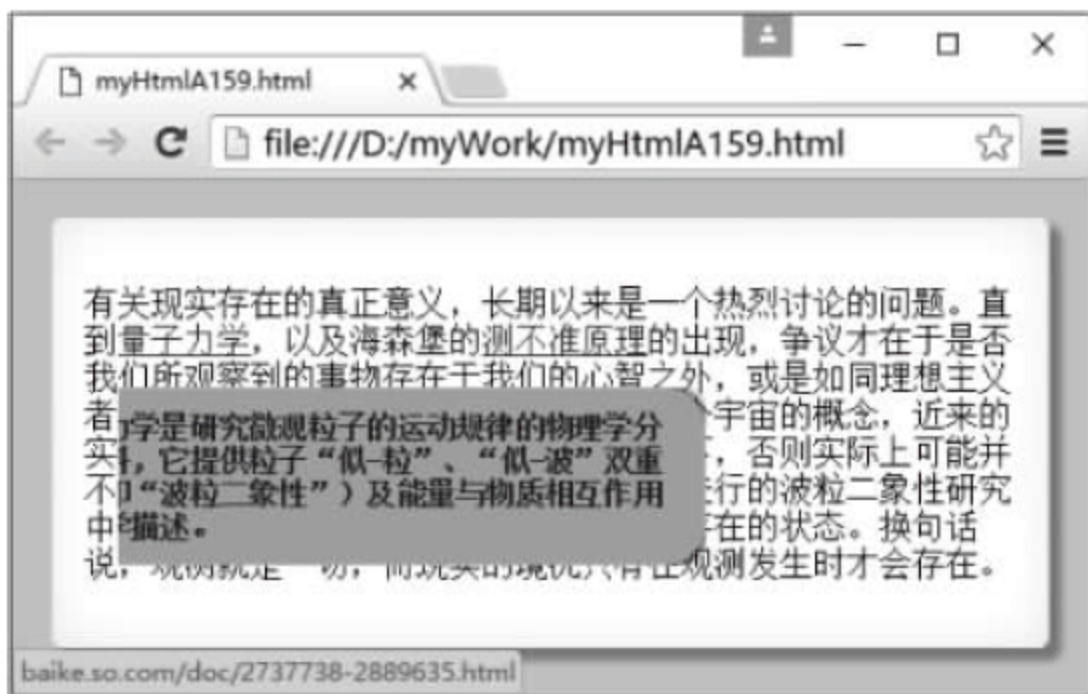 myHtmlA159.html
file:///D:/myWork/myHtmlA159.html
有关现实存在的真正意义，长期以来是一个热烈讨论的问题。直
到量子力学，以及海森堡的测不准原理的出现，争议才在于是否
我们所观察到的事物存在于我们的心智之外，或是如同理想主义
者 宇宙的概念，近来的
学是研究微观粒子的运动规律的物理学分
实 ，否则实际上可能并
，它提供粒子“似-粒”、“似-波”双重
不 行的波粒二象性研究
“波粒二象性”）及能量与物质相互作用
中 在的状态。换句话
描述。
说，观测就是一切，而现实的境况只有在观测发生时才会存在。
baike.so.com/doc/2737738-2889635.html